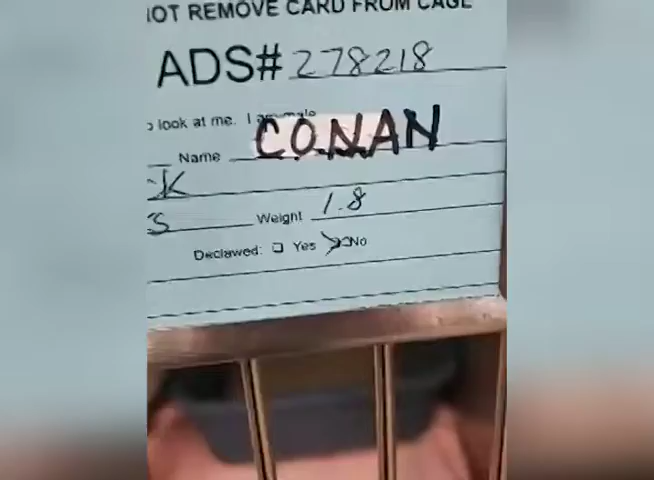 NOT REMOVE CARD FROM CAGE
ADS# 278218
o look at me. I am male
Name CONAN
K
S Weight 1.8
Declawed: Yes No